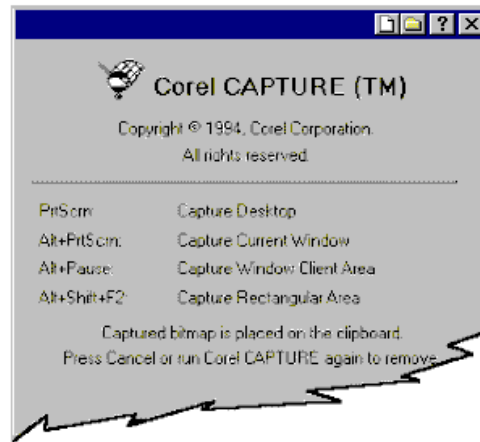 ?
Corel CAPTURE (TM)
Copyright © 1994, Corel Corporation.
All rights reserved.
PrtScrn: Capture Desktop
Alt+PrtScrn: Capture Current Window
Alt+Pause: Capture Window Client Area
Alt+Shift+F2: Capture Rectangular Area
Captured bitmap is placed on the clipboard.
Press Cancel or run Corel CAPTURE again to remove